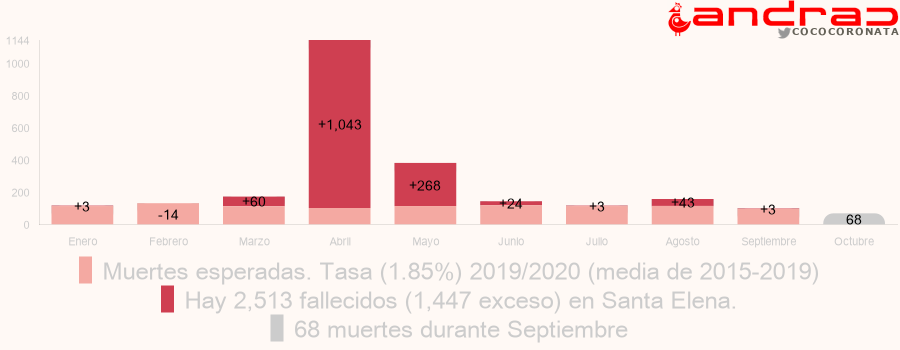 andrac
COCOCORONATA
1144
1000
800
600
400
200
0
+3
-14
+60
+1,043
+268
+24
+3
+43
+3
68
Enero
Febrero
Marzo
Abril
Mayo
Junio
Julio
Agosto
Septiembre
Octubre
Muertes esperadas. Tasa (1.85%) 2019/2020 (media de 2015-2019)
Hay 2,513 fallecidos (1,447 exceso) en Santa Elena.
68 muertes durante Septiembre